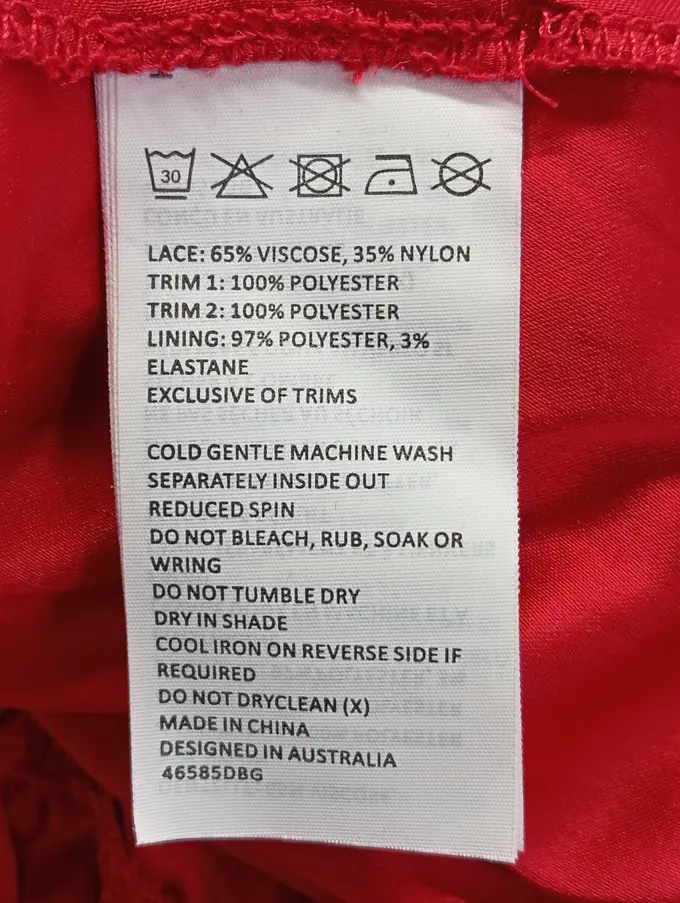 30
LACE: 65% VISCOSE, 35% NYLON
TRIM 1: 100% POLYESTER
TRIM 2: 100% POLYESTER
LINING: 97% POLYESTER, 3%
ELASTANE
EXCLUSIVE OF TRIMS
COLD GENTLE MACHINE WASH
SEPARATELY INSIDE OUT
REDUCED SPIN
DO NOT BLEACH, RUB, SOAK OR
WRING
DO NOT TUMBLE DRY
DRY IN SHADE
COOL IRON ON REVERSE SIDE IF
REQUIRED
DO NOT DRYCLEAN (X)
MADE IN CHINA
DESIGNED IN AUSTRALIA
46585DBG